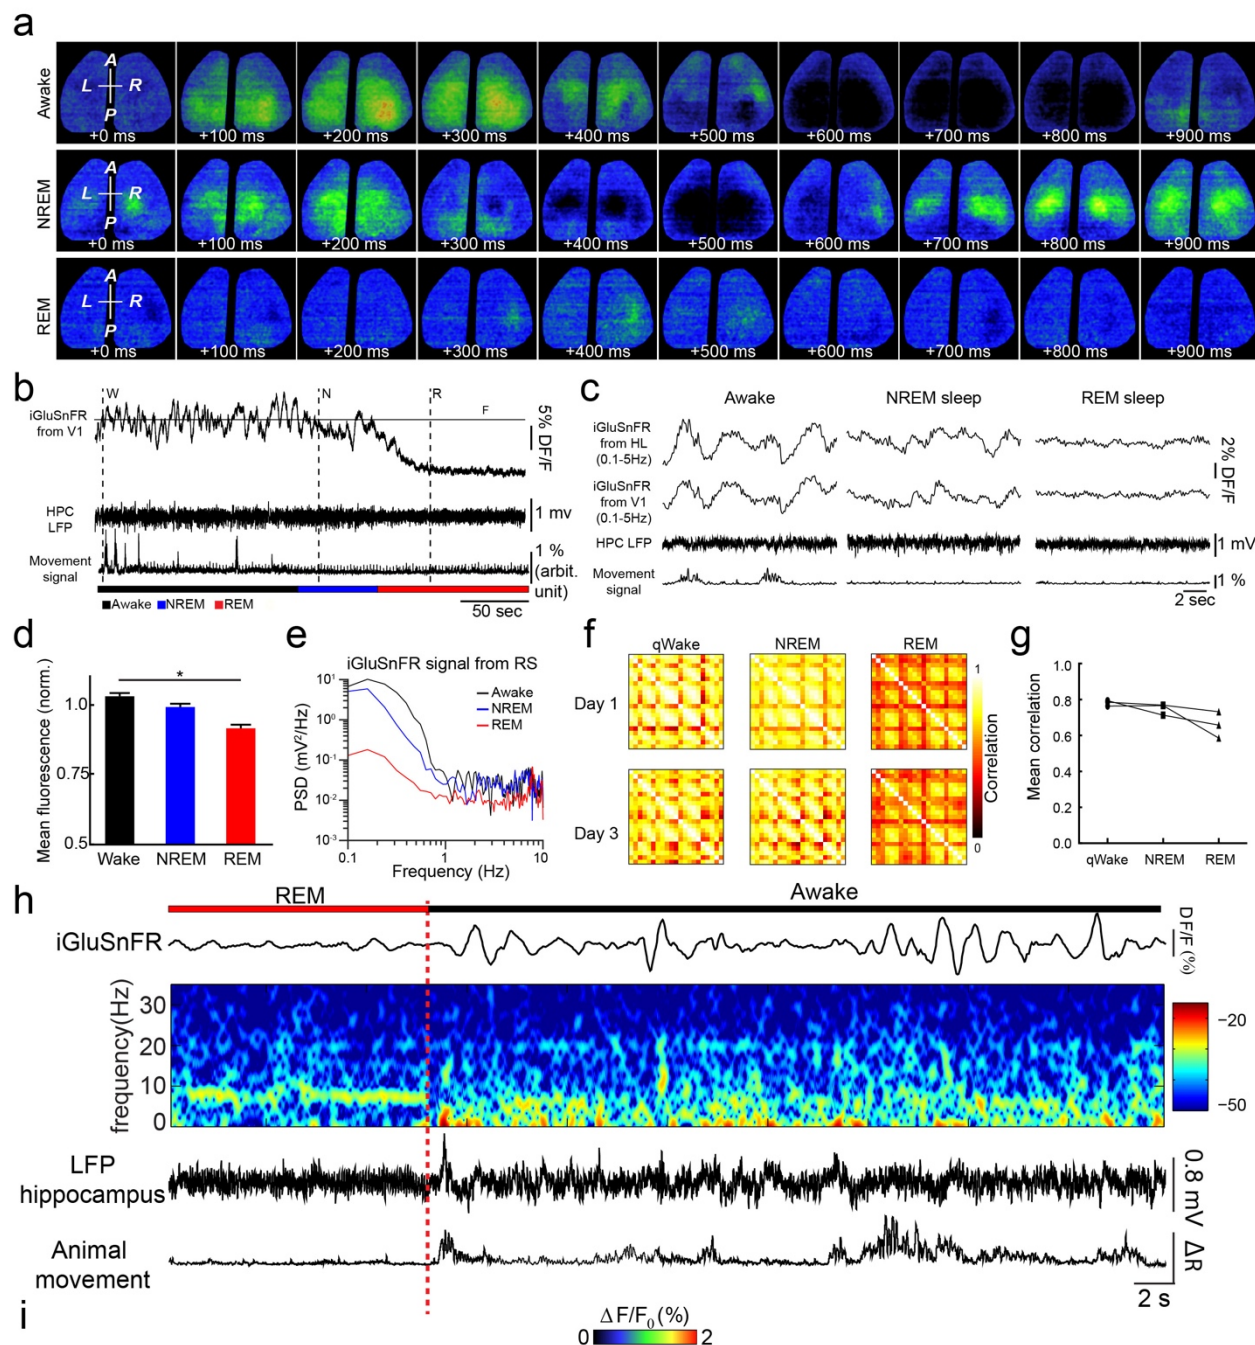 a
Awake
A
L R
P
+0 ms +100 ms +200 ms +300 ms +400 ms +500 ms +600 ms +700 ms +800 ms +900 ms
NREM
A
L R
P
+0 ms +100 ms +200 ms +300 ms +400 ms +500 ms +600 ms +700 ms +800 ms +900 ms
REM
A
L R
P
+0 ms +100 ms +200 ms +300 ms +400 ms +500 ms +600 ms +700 ms +800 ms +900 ms
b
W N R
F
iGluSnFR
from V1
5% DF/F
HPC
LFP
1 mv
Movement
signal
1 %
(arbit.
unit)
Awake NREM REM
50 sec
c
Awake NREM sleep REM sleep
iGluSnFR
from HL
(0.1-5Hz)
2% DF/F
iGluSnFR
from V1
(0.1-5Hz)
HPC LFP
1 mV
Movement
signal
1 %
2 sec
d
Mean fluorescence (norm.)
*
1.0
0.75
0.5
Wake NREM REM
e
iGluSnFR signal from RS
Awake
NREM
REM
PSD (mV²/Hz)
10¹
10⁰
10⁻¹
10⁻²
10⁻³
0.1 1 10
Frequency (Hz)
f
qWake NREM REM
Day 1
Day 3
1
Correlation
0
g
Mean correlation
1.0
0.8
0.6
0.4
0.2
0.0
qWake NREM REM
h
REM Awake
iGluSnFR
DF/F (%)
frequency(Hz)
30
20
10
0
−20
−50
LFP
hippocampus
0.8 mV
Animal
movement
ΔR
2 s
i
ΔF/F₀ (%)
0 2